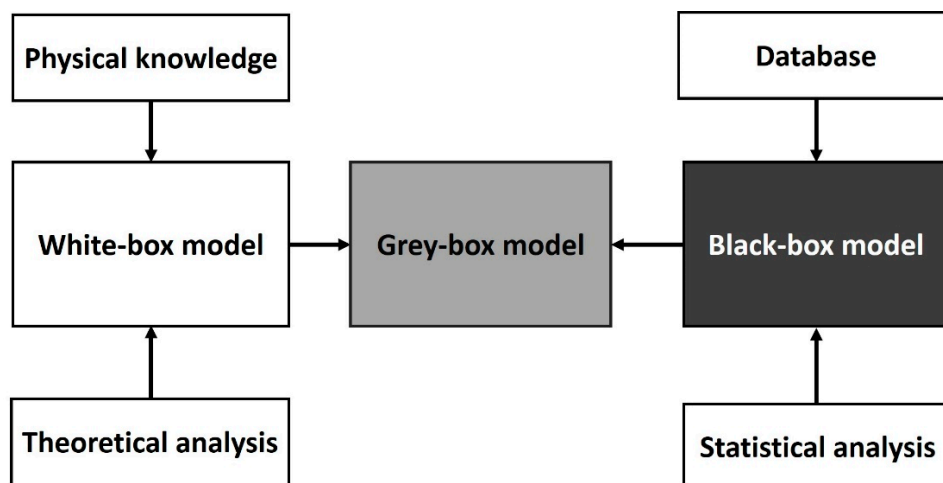 Physical knowledge
Database
White-box model
Grey-box model
Black-box model
Theoretical analysis
Statistical analysis